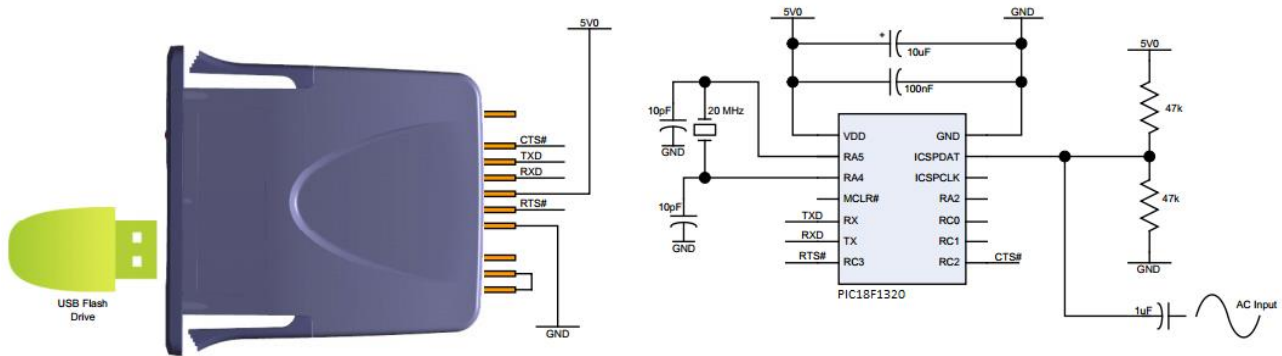 5V0
CTS#
TXD
RXD
RTS#
GND
USB Flash
Drive
5V0
GND
+
10uF
100nF
10pF
20 MHz
GND
10pF
GND
VDD
RA5
RA4
MCLR#
RX
TX
RC3
GND
ICSPDAT
ICSPCLK
RA2
RC0
RC1
RC2
TXD
RXD
RTS#
CTS#
PIC18F1320
5V0
47k
47k
GND
1uF
AC Input